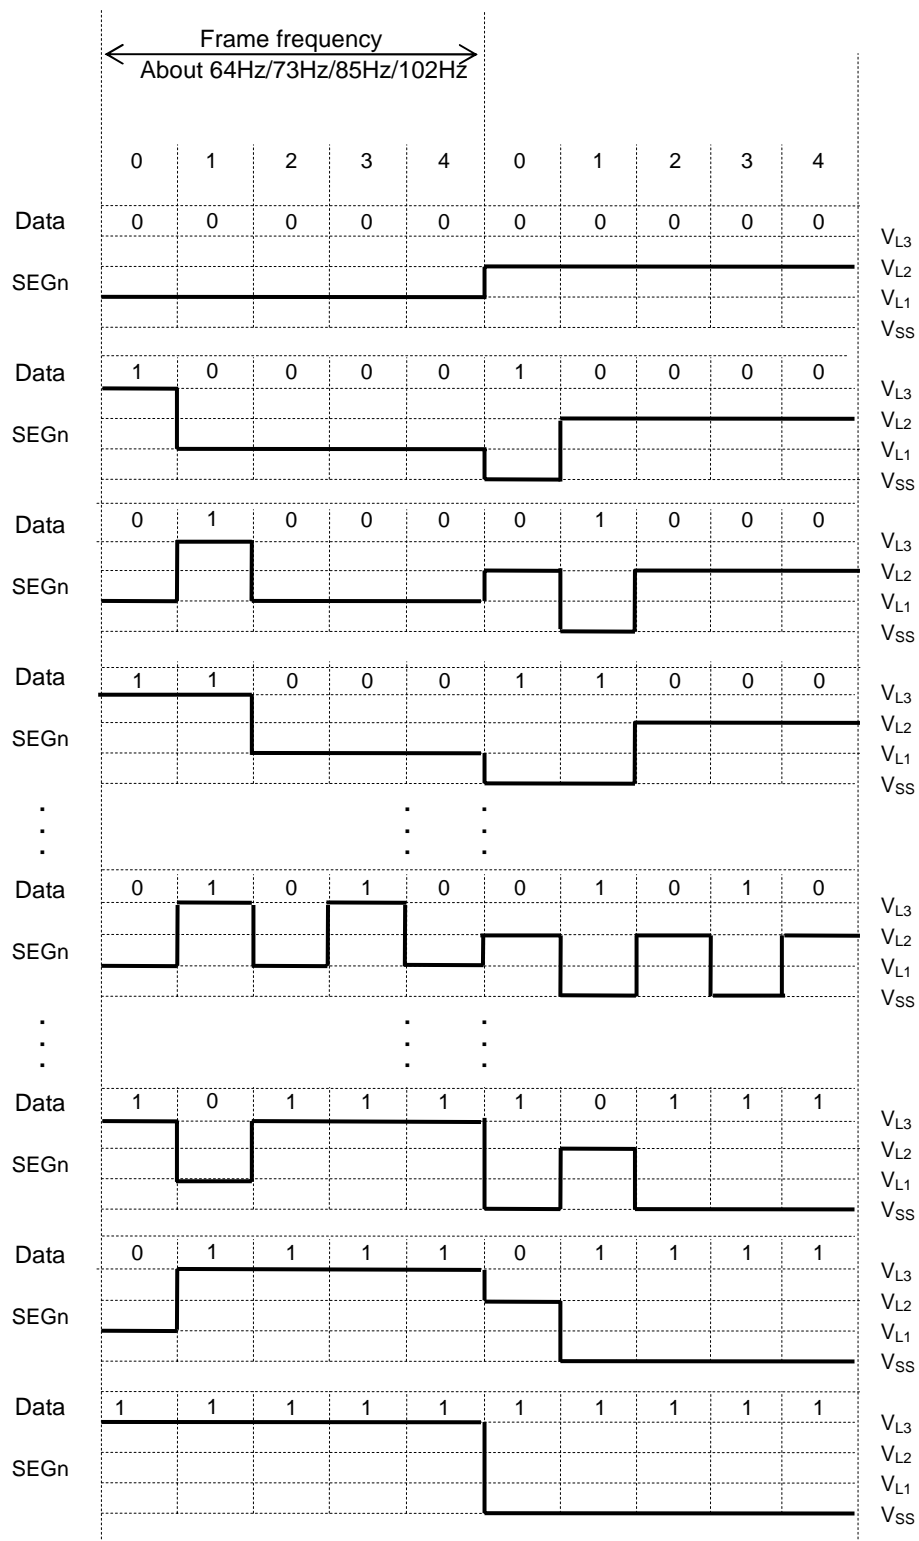 Frame frequency
About 64Hz/73Hz/85Hz/102Hz
0 1 2 3 4 0 1 2 3 4
Data 0 0 0 0 0 0 0 0 0 0
VL3
VL2
SEGn
VL1
VSS
Data 1 0 0 0 0 1 0 0 0 0
VL3
VL2
SEGn
VL1
VSS
Data 0 1 0 0 0 0 1 0 0 0
VL3
VL2
SEGn
VL1
VSS
Data 1 1 0 0 0 1 1 0 0 0
VL3
VL2
SEGn
VL1
VSS
Data 0 1 0 1 0 0 1 0 1 0
VL3
VL2
SEGn
VL1
VSS
Data 1 0 1 1 1 1 0 1 1 1
VL3
VL2
SEGn
VL1
VSS
Data 0 1 1 1 1 0 1 1 1 1
VL3
VL2
SEGn
VL1
VSS
Data 1 1 1 1 1 1 1 1 1 1
VL3
VL2
SEGn
VL1
VSS